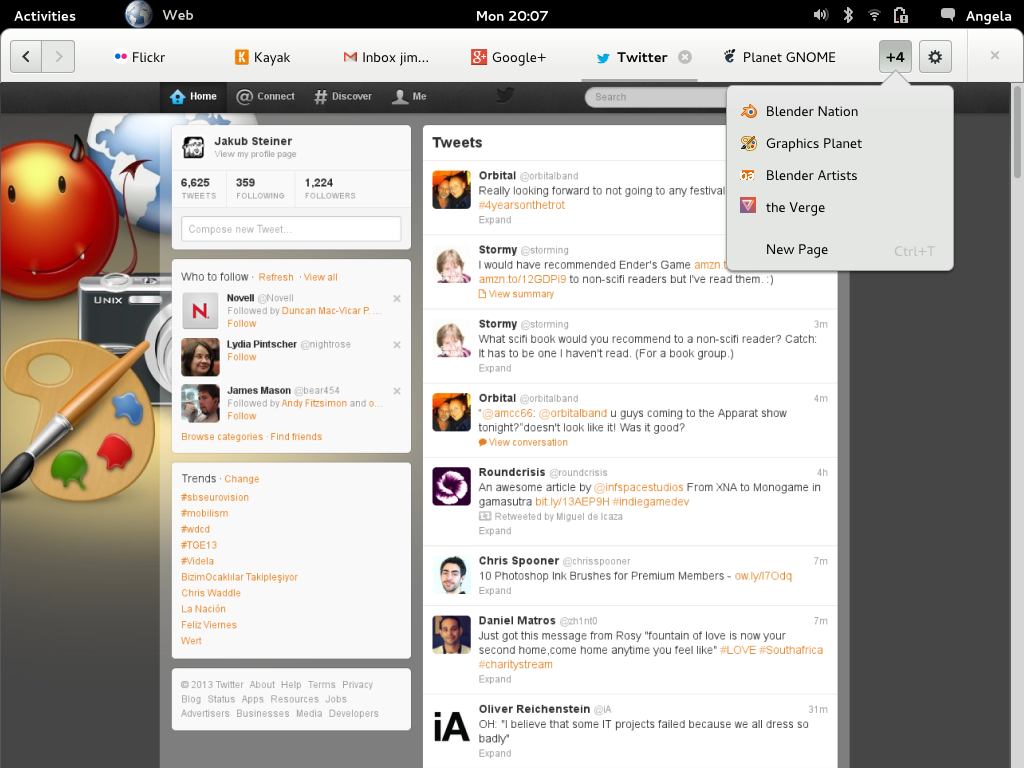 Activities
Web
Mon 20:07
Angela
Flickr
Kayak
Inbox jim...
Google+
Twitter
Planet GNOME
+4
Blender Nation
Graphics Planet
Blender Artists
the Verge
New Page Ctrl+T
Home
Connect
Discover
Me
Search
UNIX
Jakub Steiner
View my profile page
6,625 359 1,224
TWEETS FOLLOWING FOLLOWERS
Compose new Tweet...
Who to follow · Refresh · View all
N.
Novell @Novell
Followed by Duncan Mac-Vicar P. ...
Follow
Lydia Pintscher @nightrose
Follow
James Mason @bear454
Followed by Andy Fitzsimon and o...
Follow
Browse categories · Find friends
Trends · Change
#sbseurovision
#mobilism
#wdcd
#TGE13
#Videla
BizimOcaklılar Takipleşiyor
Chris Waddle
La Nación
Feliz Viernes
Wert
© 2013 Twitter About Help Terms Privacy
Blog Status Apps Resources Jobs
Advertisers Businesses Media Developers
Tweets
Orbital @orbitalband
Really looking forward to not going to any festival
#4yearsonthetrot
Expand
Stormy @storming
I would have recommended Ender's Game
amzn.to/12GDPi9 to non-scifi readers but I've read them. :)
View summary
Stormy @storming 3m
What scifi book would you recommend to a non-scifi reader? Catch:
It has to be one I haven't read. (For a book group.)
Expand
Orbital @orbitalband 4m
"@amcc66: @orbitalband u guys coming to the Apparat show
tonight?"doesn't look like it! Was it good?
View conversation
Roundcrisis @roundcrisis 4h
An awesome article by @infspacestudios From XNA to Monogame in
gamasutra bit.ly/13AEP9H #indiegamedev
Retweeted by Miguel de Icaza
Expand
Chris Spooner @chrisspooner 7m
10 Photoshop Ink Brushes for Premium Members - ow.ly/l7Odq
Expand
Daniel Matros @zh1nt0 7m
Just got this message from Rosy "fountain of love is now your
second home,come home anytime you feel like" #LOVE #Southafrica
#charitystream
Expand
iA
Oliver Reichenstein @iA 31m
OH: "I believe that some IT projects failed because we all dress so
badly"
Expand